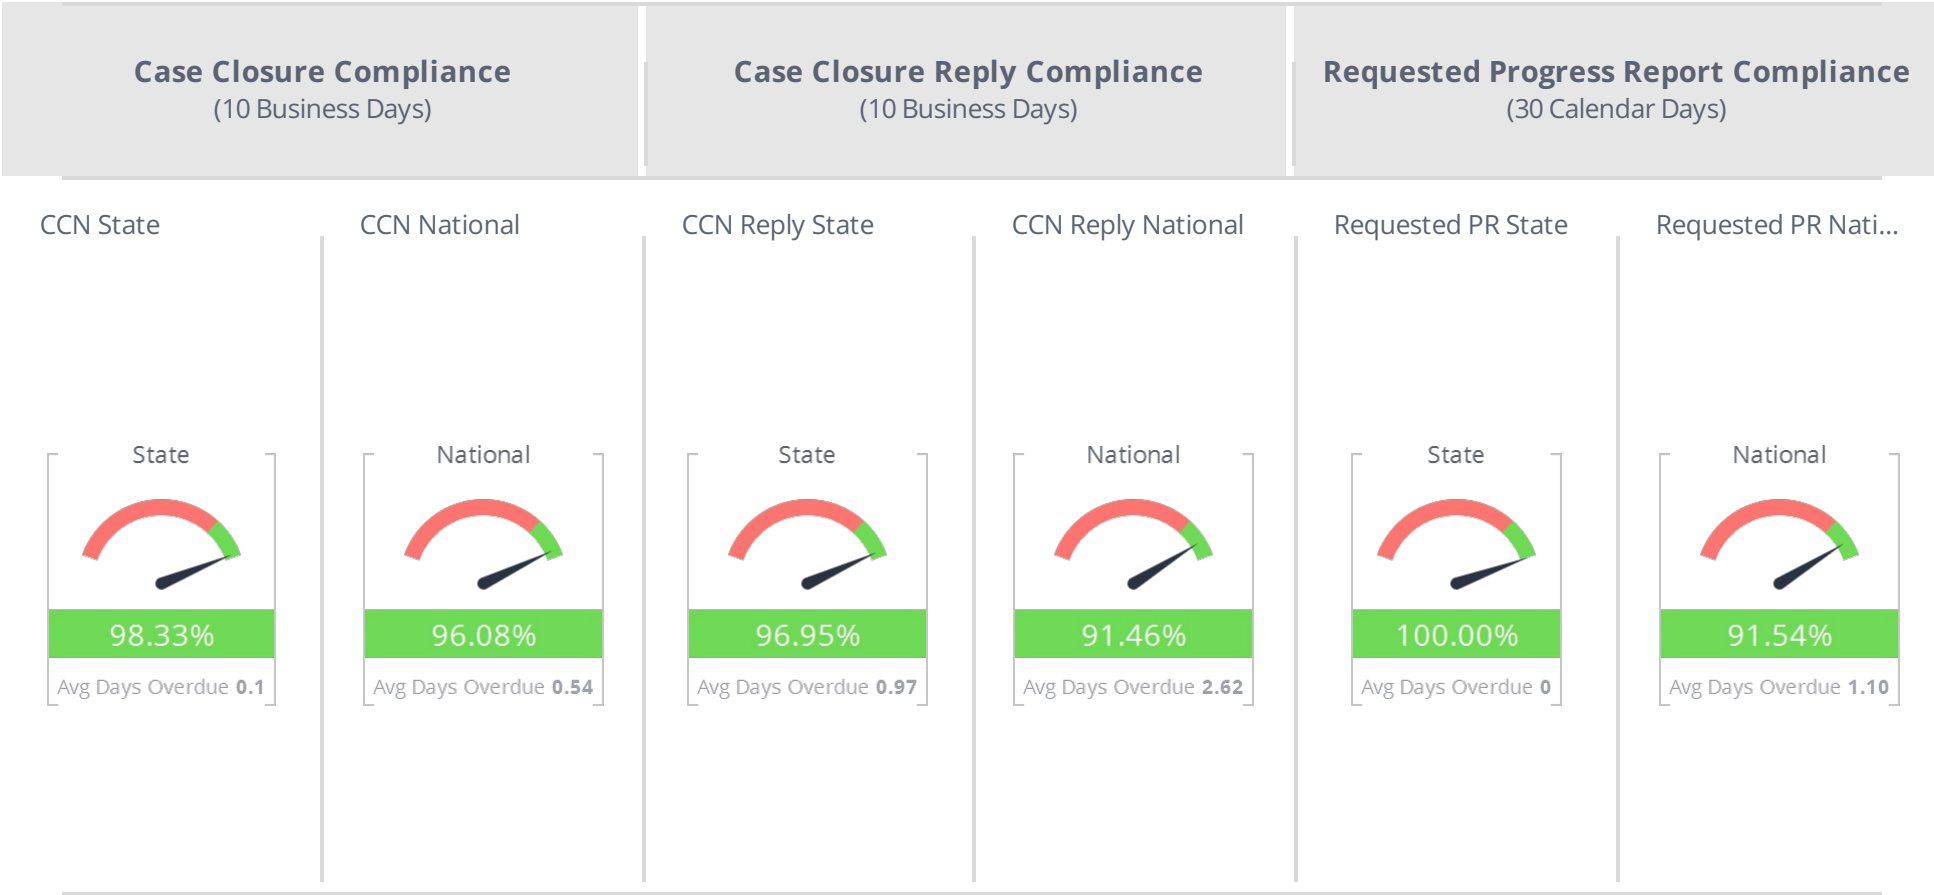 Case Closure Compliance
(10 Business Days)
Case Closure Reply Compliance
(10 Business Days)
Requested Progress Report Compliance
(30 Calendar Days)
CCN State
CCN National
CCN Reply State
CCN Reply National
Requested PR State
Requested PR Nati...
State
98.33%
Avg Days Overdue 0.1
National
96.08%
Avg Days Overdue 0.54
State
96.95%
Avg Days Overdue 0.97
National
91.46%
Avg Days Overdue 2.62
State
100.00%
Avg Days Overdue 0
National
91.54%
Avg Days Overdue 1.10